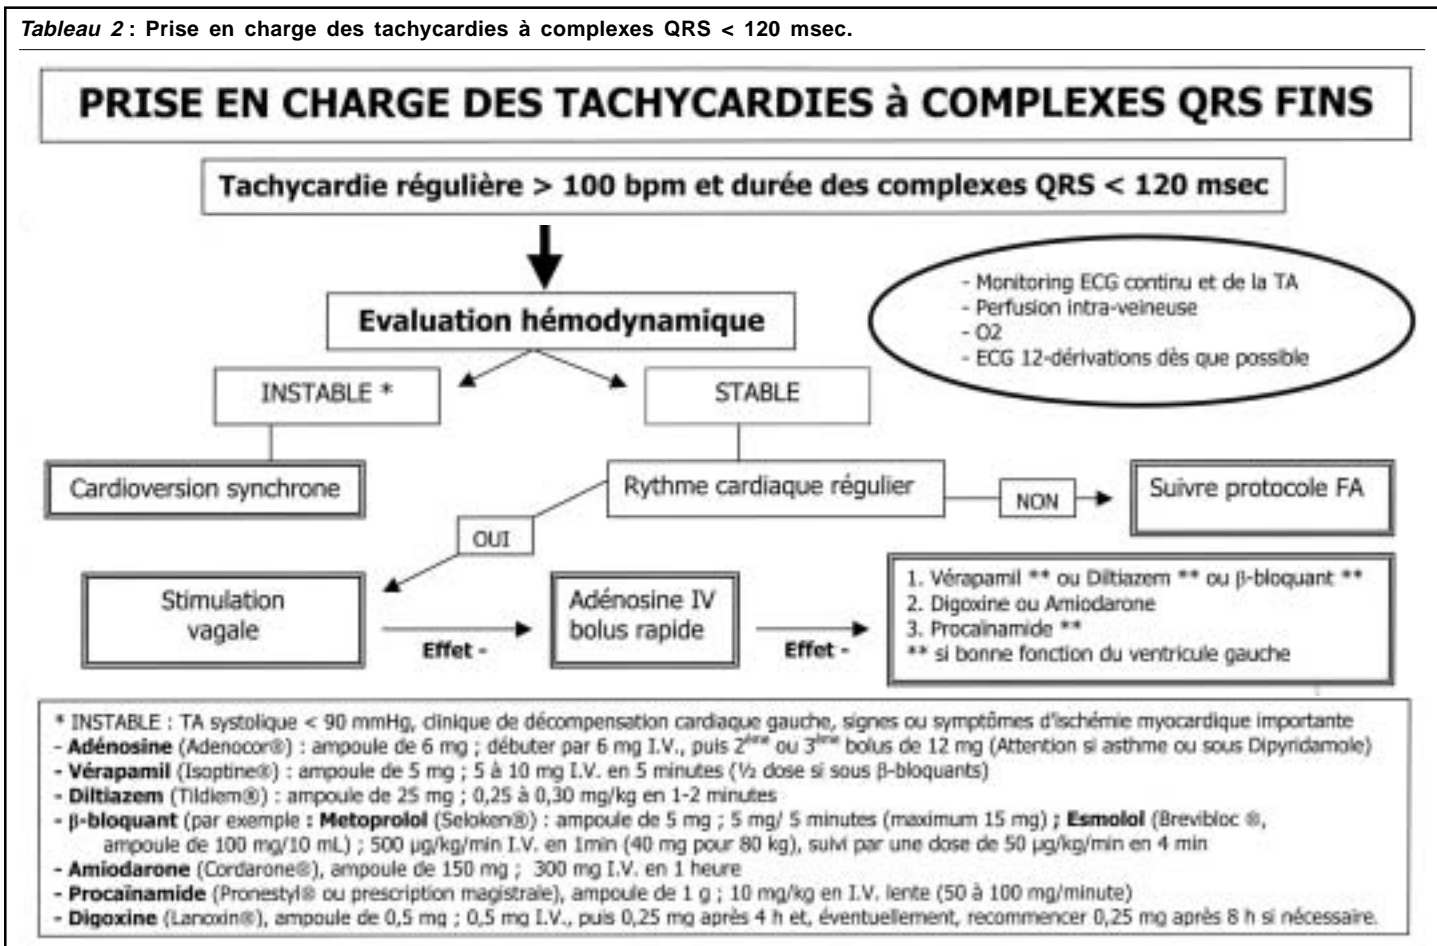 Tableau 2 : Prise en charge des tachycardies à complexes QRS < 120 msec.
PRISE EN CHARGE DES TACHYCARDIES à COMPLEXES QRS FINS
Tachycardie régulière > 100 bpm et durée des complexes QRS < 120 msec
- Monitoring ECG continu et de la TA
- Perfusion intra-veineuse
- O2
- ECG 12-dérivations dès que possible
Evaluation hémodynamique
INSTABLE *
STABLE
Cardioversion synchrone
Rythme cardiaque régulier
NON
Suivre protocole FA
OUI
Stimulation
vagale
Effet -
Adénosine IV
bolus rapide
Effet -
1. Vérapamil ** ou Diltiazem ** ou β-bloquant **
2. Digoxine ou Amiodarone
3. Procaïnamide **
** si bonne fonction du ventricule gauche
* INSTABLE : TA systolique < 90 mmHg, clinique de décompensation cardiaque gauche, signes ou symptômes d'ischémie myocardique importante
- Adénosine (Adenocor®) : ampoule de 6 mg ; débuter par 6 mg I.V., puis 2ème ou 3ème bolus de 12 mg (Attention si asthme ou sous Dipyridamole)
- Vérapamil (Isoptine®) : ampoule de 5 mg ; 5 à 10 mg I.V. en 5 minutes (½ dose si sous β-bloquants)
- Diltiazem (Tildiem®) : ampoule de 25 mg ; 0,25 à 0,30 mg/kg en 1-2 minutes
- β-bloquant (par exemple : Metoprolol (Seloken®) : ampoule de 5 mg ; 5 mg/ 5 minutes (maximum 15 mg) ; Esmolol (Brevibloc ®,
ampoule de 100 mg/10 mL) ; 500 µg/kg/min I.V. en 1min (40 mg pour 80 kg), suivi par une dose de 50 µg/kg/min en 4 min
- Amiodarone (Cordarone®), ampoule de 150 mg ; 300 mg I.V. en 1 heure
- Procaïnamide (Pronestyl® ou prescription magistrale), ampoule de 1 g ; 10 mg/kg en I.V. lente (50 à 100 mg/minute)
- Digoxine (Lanoxin®), ampoule de 0,5 mg ; 0,5 mg I.V., puis 0,25 mg après 4 h et, éventuellement, recommencer 0,25 mg après 8 h si nécessaire.